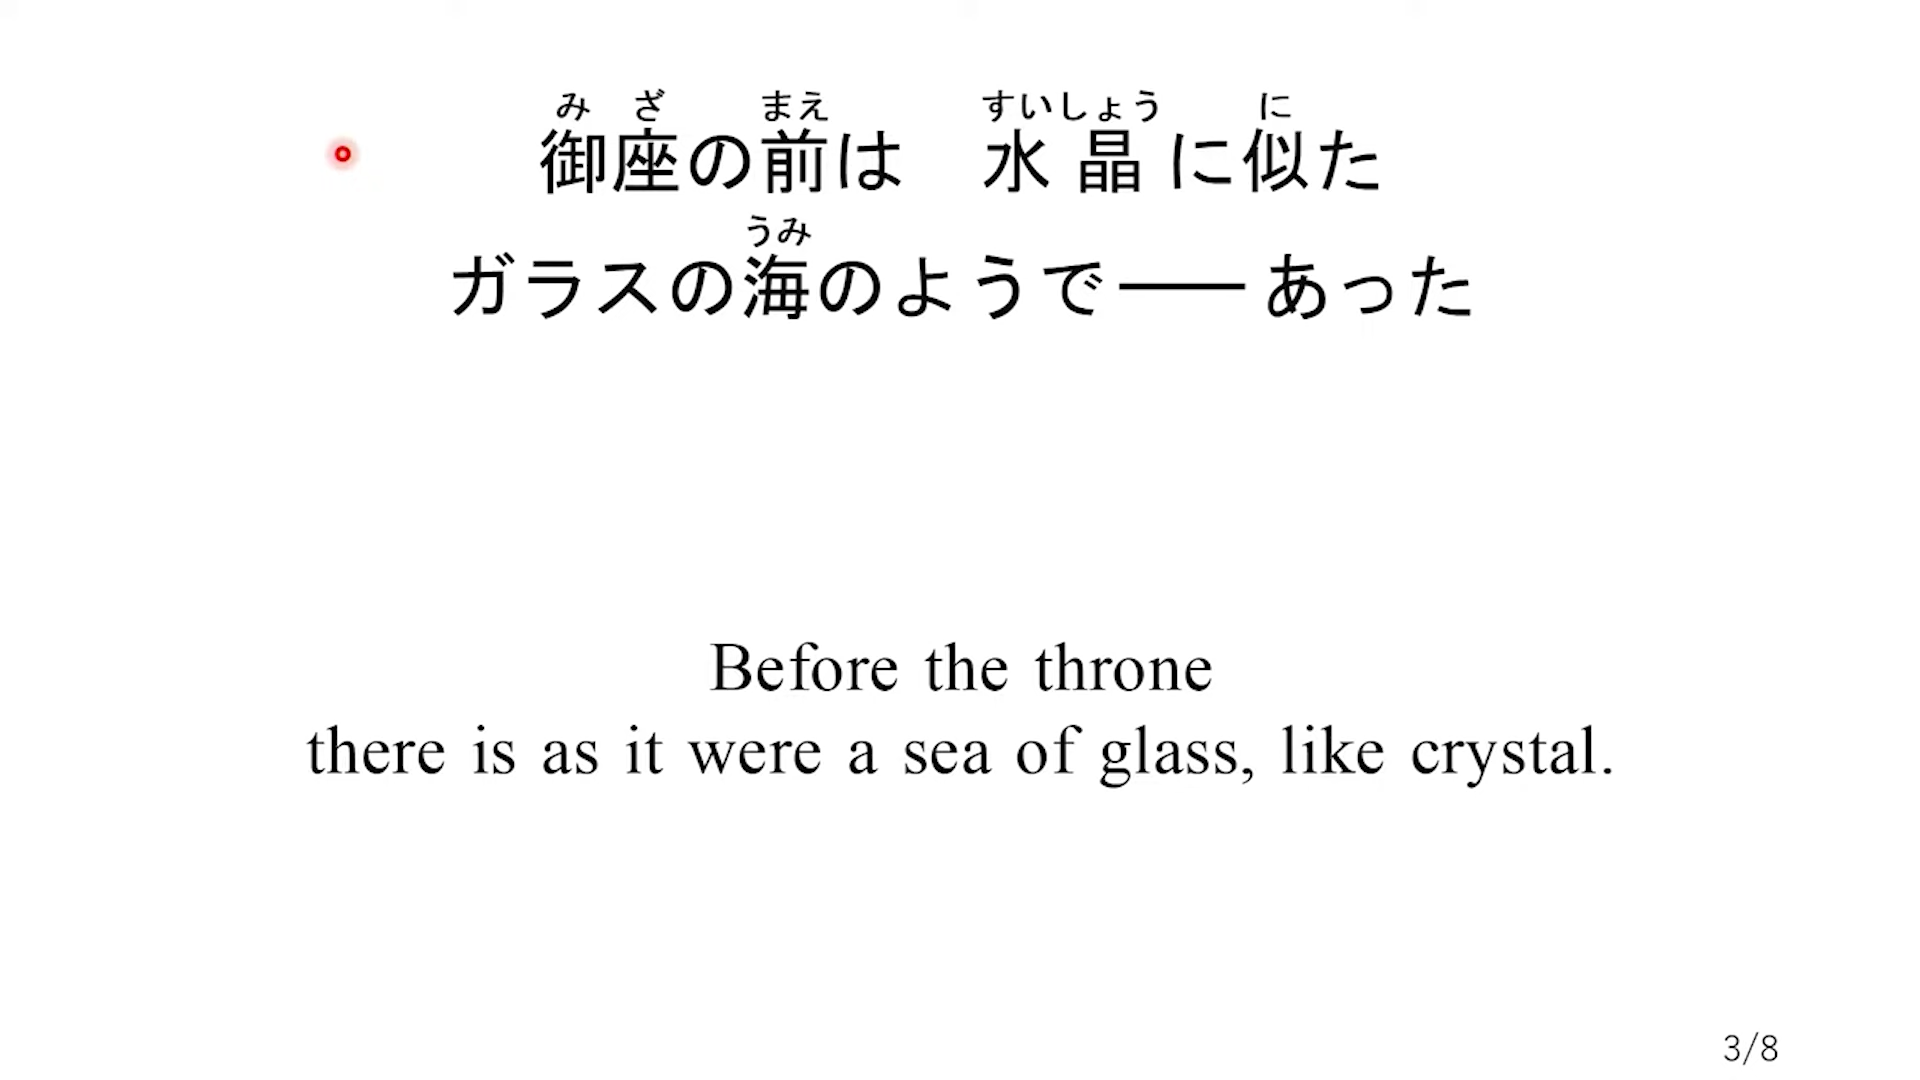 み ざ まえ すいしょう に
御座の前は 水晶に似た
うみ
ガラスの海のようで――あった
Before the throne
there is as it were a sea of glass, like crystal.
3/8